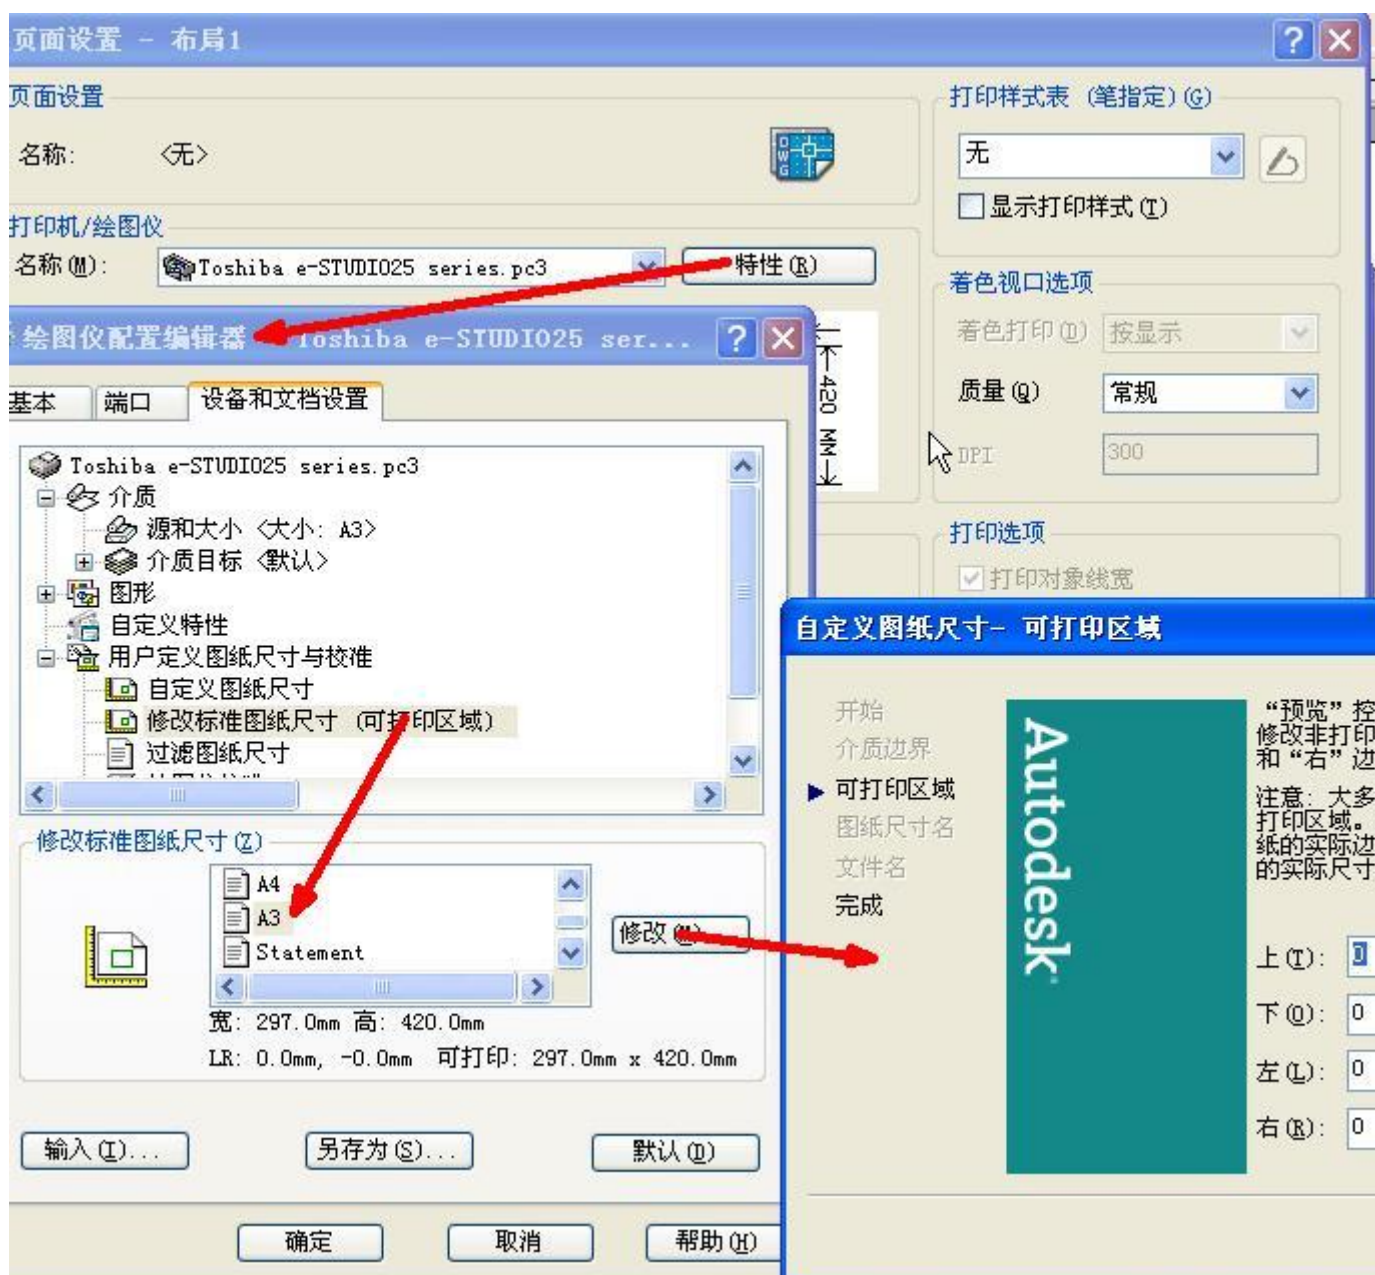 页面设置 - 布局1
页面设置
名称: <无>
打印样式表 (笔指定)(G)
无
显示打印样式(T)
打印机/绘图仪
名称(M): Toshiba e-STUDIO25 series.pc3 特性(R)
着色视口选项
着色打印(D) 按显示
质量(Q) 常规
DPI 300
420 MM
绘图仪配置编辑器 - Toshiba e-STUDIO25 ser...
基本 端口 设备和文档设置
Toshiba e-STUDIO25 series.pc3
介质
源和大小 <大小: A3>
介质目标 <默认>
图形
自定义特性
用户定义图纸尺寸与校准
自定义图纸尺寸
修改标准图纸尺寸 (可打印区域)
过滤图纸尺寸
打印选项
打印对象线宽
修改标准图纸尺寸(Z)
A4
A3
Statement
修改(M)...
宽: 297.0mm 高: 420.0mm
LR: 0.0mm, -0.0mm 可打印: 297.0mm x 420.0mm
输入(I)... 另存为(S)... 默认(D)
确定 取消 帮助(H)
自定义图纸尺寸- 可打印区域
开始
介质边界
可打印区域
图纸尺寸名
文件名
完成
Autodesk
“预览”控
修改非打印
和“右”边
注意: 大多
打印区域。
纸的实际边
的实际尺寸
上(T): 0
下(O): 0
左(L): 0
右(R): 0